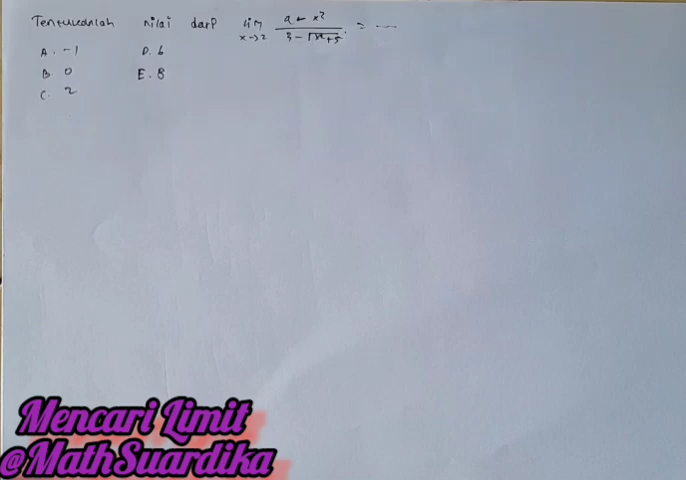 Tentukanlah nilai dari lim x→2 4 - x² / 3 - √x²+5 = ....
A. -1 D. 6
B. 0 E. 8
C. 2
Mencari Limit
@MathSuardika